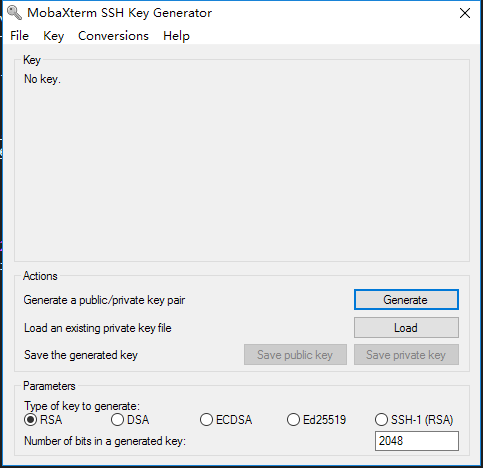 MobaXterm SSH Key Generator
File Key Conversions Help
Key
No key.
Actions
Generate a public/private key pair Generate
Load an existing private key file Load
Save the generated key Save public key Save private key
Parameters
Type of key to generate:
RSA DSA ECDSA Ed25519 SSH-1 (RSA)
Number of bits in a generated key: 2048